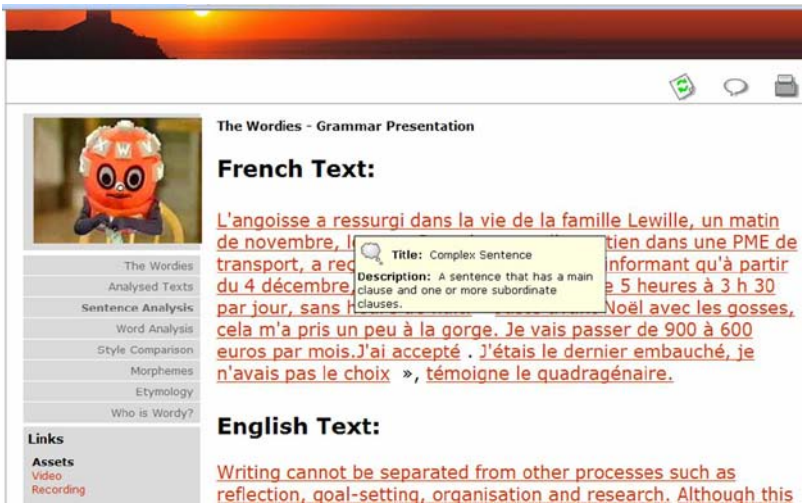 The Wordies - Grammar Presentation
French Text:
L'angoisse a ressurgi dans la vie de la famille Lewille, un matin
de novembre, tien dans une PME de
transport, a informant qu'à partir
du 4 décembre, 5 heures à 3 h 30
par jour, sans Noël avec les gosses,
cela m'a pris un peu à la gorge. Je vais passer de 900 à 600
euros par mois.J'ai accepté . J'étais le dernier embauché, je
n'avais pas le choix », témoigne le quadragénaire.
Title: Complex Sentence
Description: A sentence that has a main
clause and one or more subordinate
clauses.
English Text:
Writing cannot be separated from other processes such as
reflection, goal-setting, organisation and research. Although this
The Wordies
Analysed Texts
Sentence Analysis
Word Analysis
Style Comparison
Morphemes
Etymology
Who is Wordy?
Links
Assets
Video
Recording